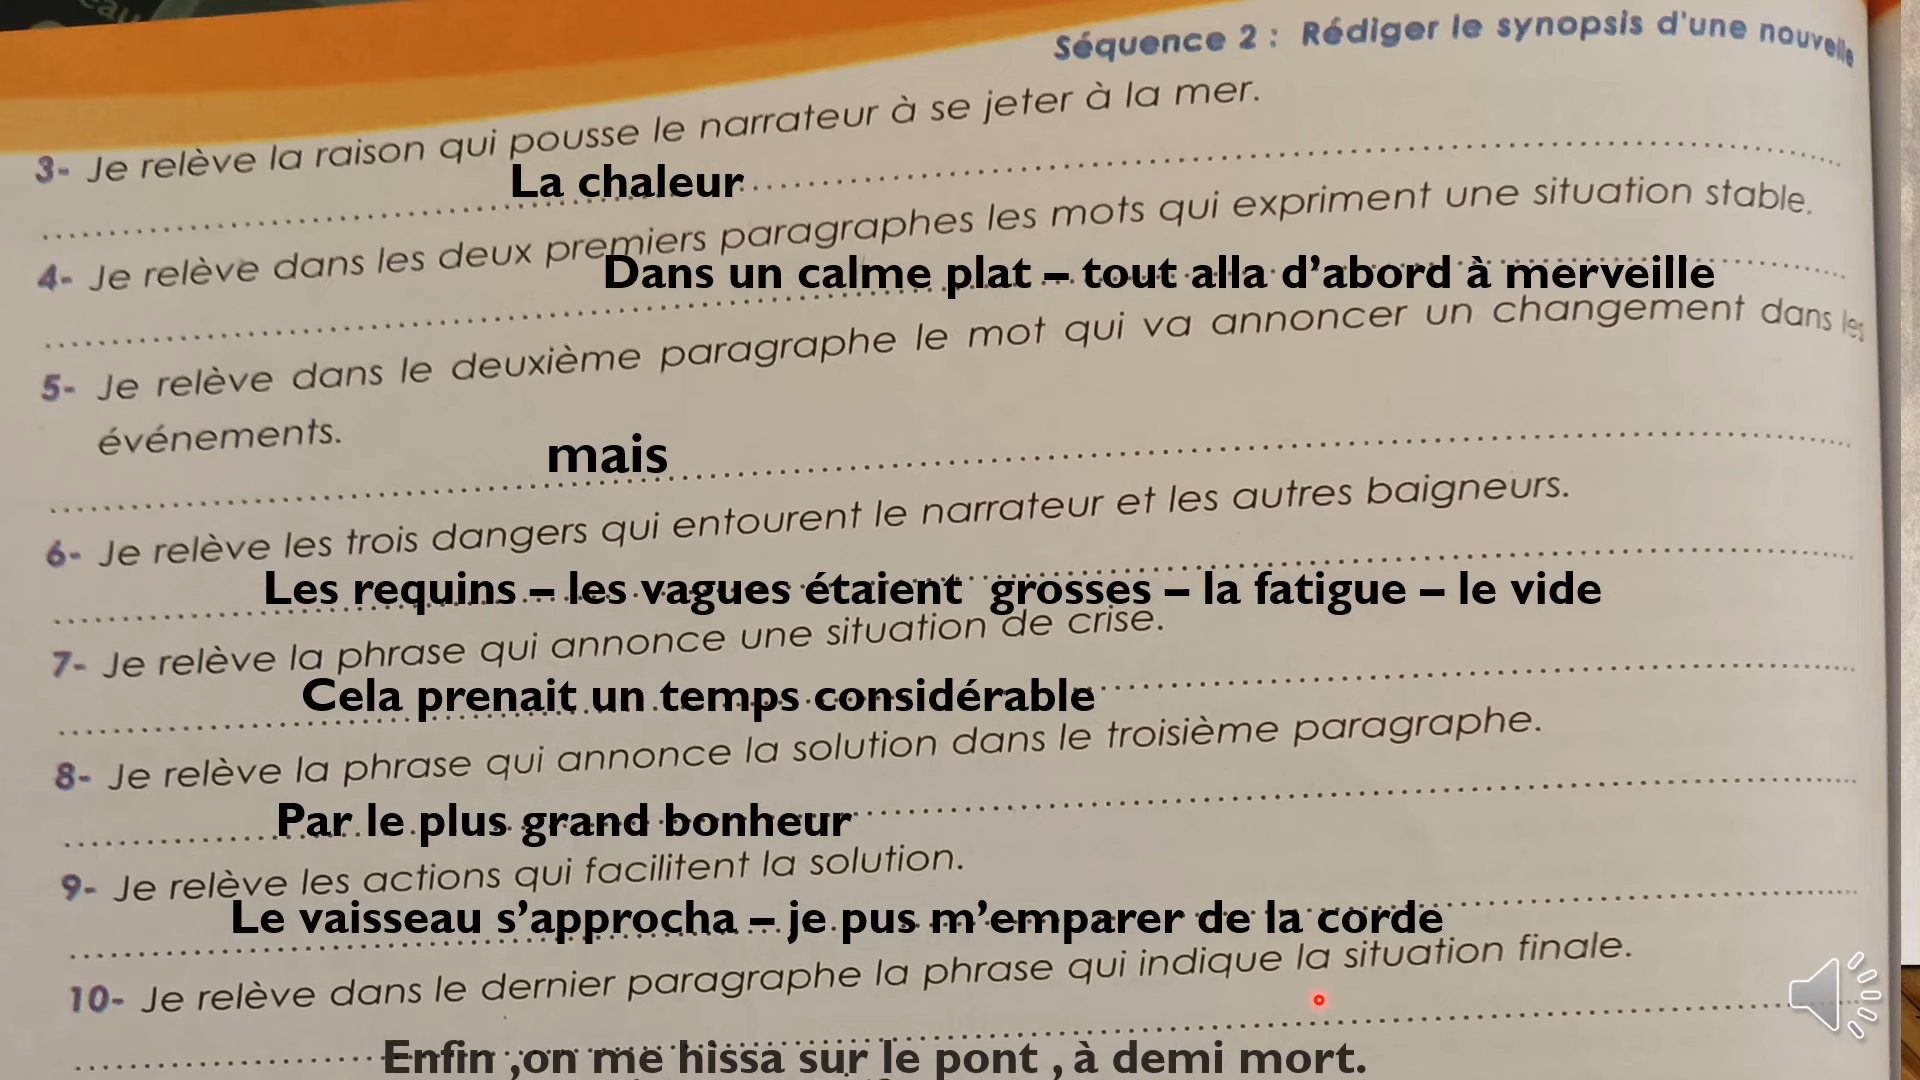 eau
Séquence 2 : Rédiger le synopsis d'une nouvelle
3- Je relève la raison qui pousse le narrateur à se jeter à la mer.
La chaleur
4- Je relève dans les deux premiers paragraphes les mots qui expriment une situation stable.
Dans un calme plat – tout alla d’abord à merveille
5- Je relève dans le deuxième paragraphe le mot qui va annoncer un changement dans les
événements.
mais
6- Je relève les trois dangers qui entourent le narrateur et les autres baigneurs.
Les requins – les vagues étaient grosses – la fatigue – le vide
7- Je relève la phrase qui annonce une situation de crise.
Cela prenait un temps considérable
8- Je relève la phrase qui annonce la solution dans le troisième paragraphe.
Par le plus grand bonheur
9- Je relève les actions qui facilitent la solution.
Le vaisseau s’approcha – je pus m’emparer de la corde
10- Je relève dans le dernier paragraphe la phrase qui indique la situation finale.
Enfin ,on me hissa sur le pont , à demi mort.